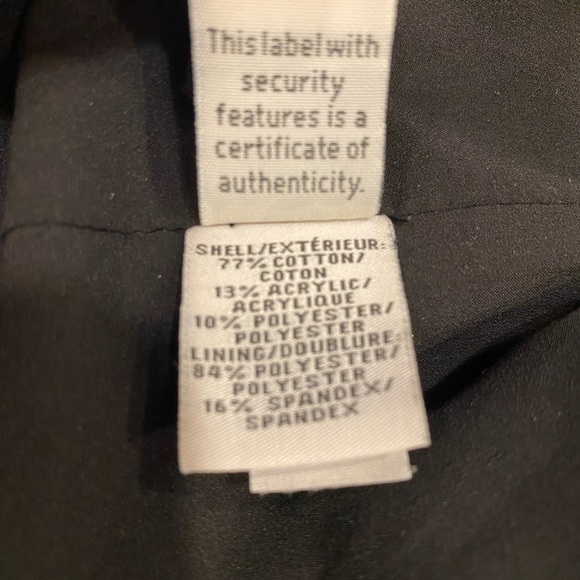 This label with
security
features is a
certificate of
authenticity.
SHELL/EXTÉRIEUR:
77% COTTON/
COTON
13% ACRYLIC/
ACRYLIQUE
10% POLYESTER/
POLYESTER
LINING/DOUBLURE:
84% POLYESTER/
POLYESTER
16% SPANDEX/
SPANDEX